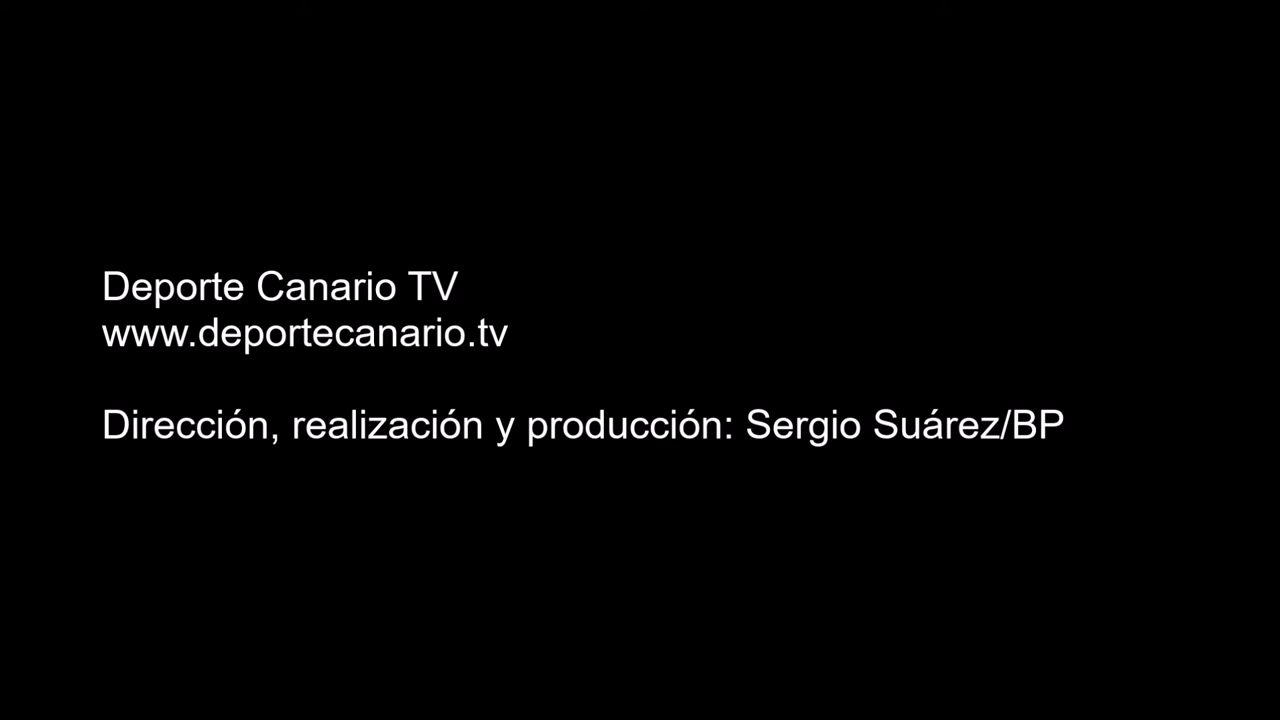 Deporte Canario TV
www.deportecanario.tv
Dirección, realización y producción: Sergio Suárez/BP